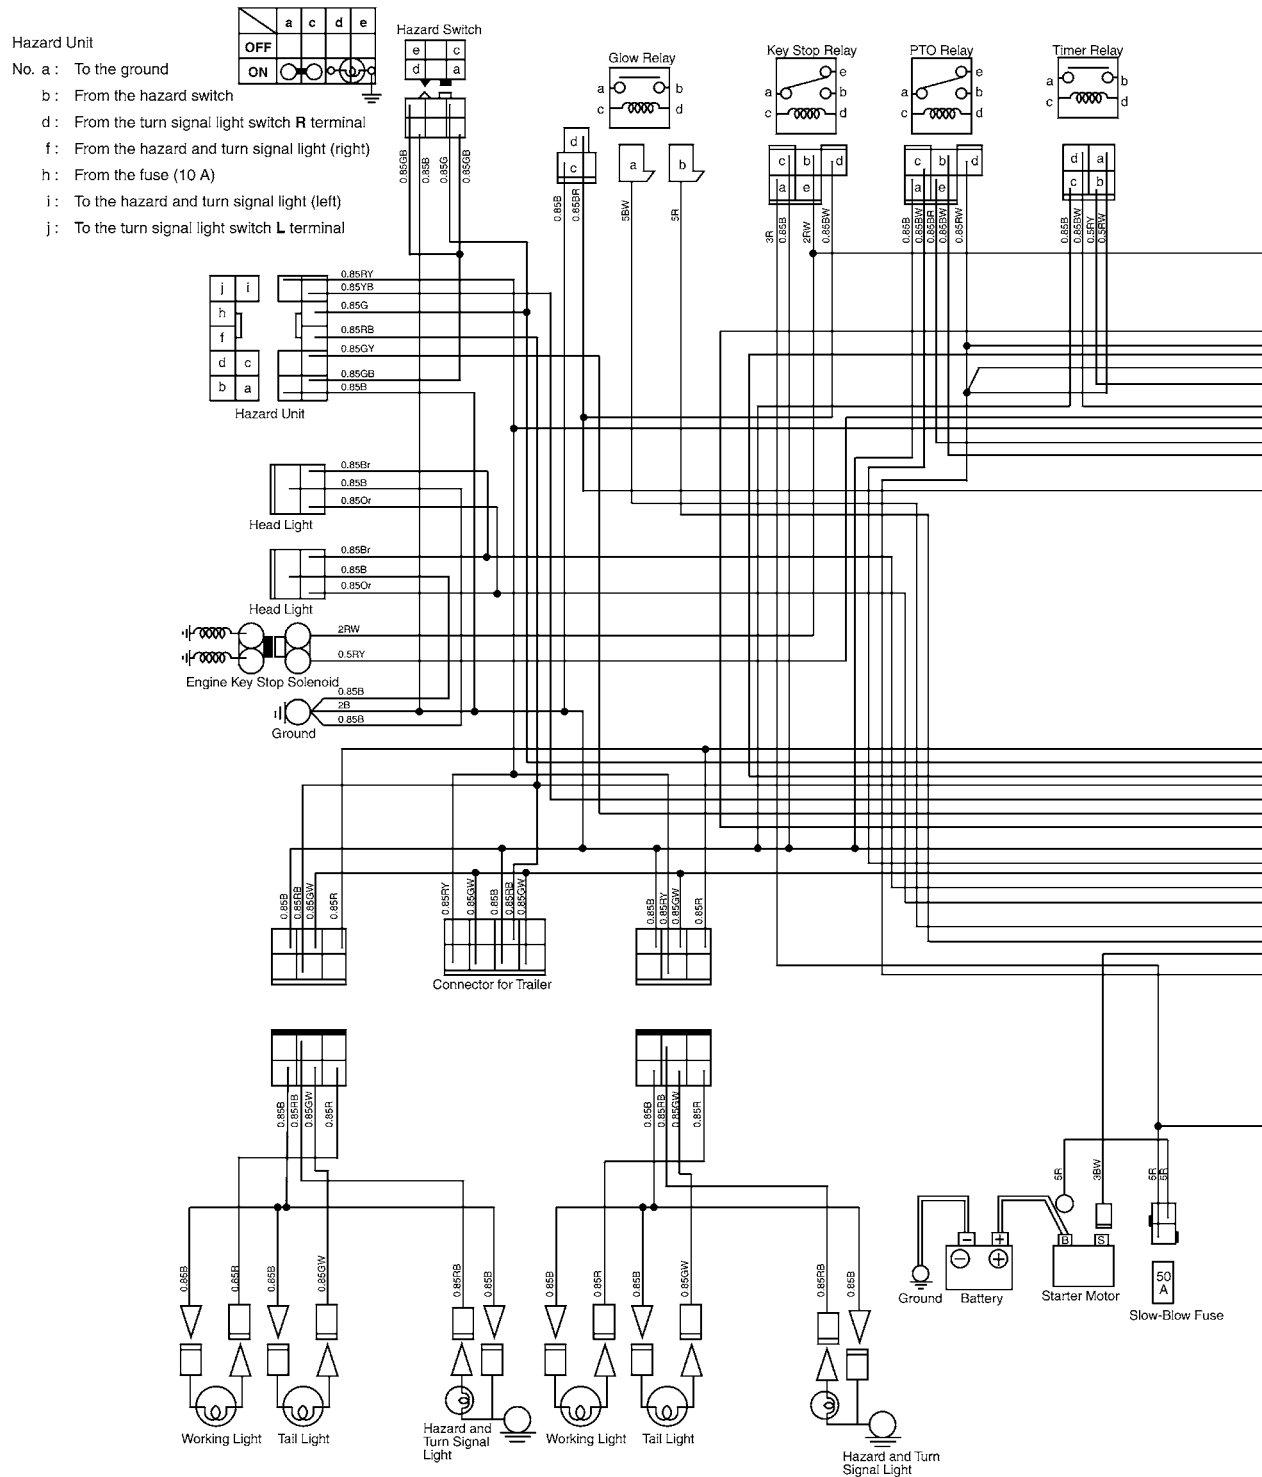 a c d e
OFF
ON
Hazard Unit
No. a : To the ground
b : From the hazard switch
d : From the turn signal light switch R terminal
f : From the hazard and turn signal light (right)
h : From the fuse (10 A)
i : To the hazard and turn signal light (left)
j : To the turn signal light switch L terminal
Hazard Switch
e c
d a
0.85GB
0.85B
0.85G
0.85GB
Glow Relay
a b
c d
d
c
a
b
0.85B
0.85BR
5BW
5R
Key Stop Relay
e
a b
c d
c b d
a e
3R
0.85B
2RW
0.85BW
PTO Relay
e
a b
c d
c b d
a e
0.85B
0.85BW
0.85BR
0.85BW
0.85RW
Timer Relay
a b
c d
d a
c b
0.85B
0.85BW
0.5RY
0.5RW
j i
h
f
d c
b a
0.85RY
0.85YB
0.85G
0.85RB
0.85GY
0.85GB
0.85B
Hazard Unit
0.85Br
0.85B
0.85Or
Head Light
0.85Br
0.85B
0.85Or
Head Light
2RW
0.5RY
Engine Key Stop Solenoid
0.85B
2B
0.85B
Ground
0.85B
0.85RB
0.85GW
0.85R
0.85RY
0.85GW
0.85B
0.85RB
0.85GW
0.85B
0.85RY
0.85GW
0.85R
Connector for Trailer
0.85B
0.85RB
0.85GW
0.85R
0.85B
0.85RB
0.85GW
0.85R
0.85B
0.85R
0.85B
0.85GW
0.85RB
0.85B
0.85B
0.85R
0.85B
0.85GW
0.85RB
0.85B
5R
3BW
5R
5R
B S
50
A
Ground
Battery
Starter Motor
Slow-Blow Fuse
Working Light
Tail Light
Hazard and
Turn Signal
Light
Working Light
Tail Light
Hazard and Turn
Signal Light